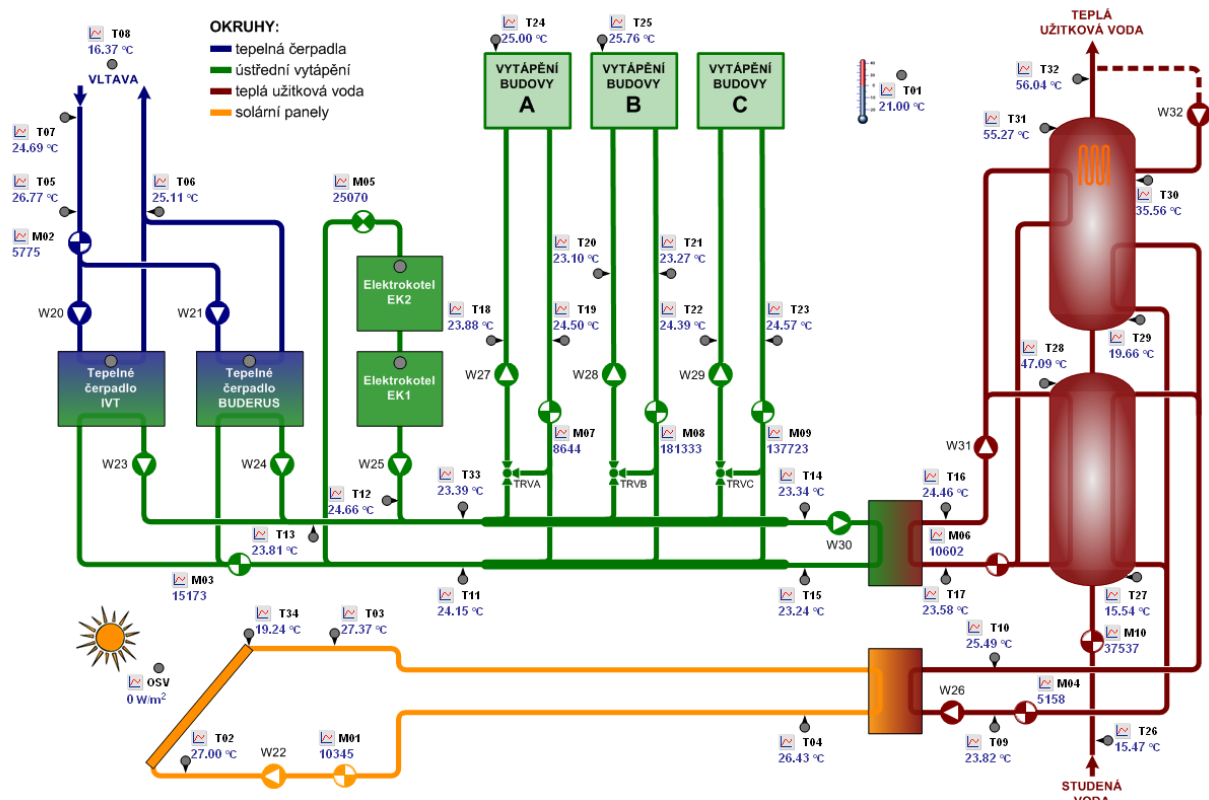 OKRUHY:
tepelná čerpadla
ústřední vytápění
teplá užitková voda
solární panely
T08
16.37 °C
VLTAVA
T07
24.69 °C
T05
26.77 °C
T06
25.11 °C
M02
5775
W20
W21
Tepelné
čerpadlo
IVT
Tepelné
čerpadlo
BUDERUS
W23
W24
M05
25070
Elektrokotel
EK2
Elektrokotel
EK1
W25
T12
24.66 °C
T13
23.81 °C
M03
15173
T24
25.00 °C
T25
25.76 °C
VYTÁPĚNÍ
BUDOVY
A
VYTÁPĚNÍ
BUDOVY
B
VYTÁPĚNÍ
BUDOVY
C
T20
23.10 °C
T21
23.27 °C
T18
23.88 °C
T19
24.50 °C
T22
24.39 °C
T23
24.57 °C
W27
W28
W29
M07
8644
M08
181333
M09
137723
TRVA
TRVB
TRVC
T33
23.39 °C
T14
23.34 °C
W30
T11
24.15 °C
T15
23.24 °C
40
30
0
20
T01
21.00 °C
TEPLÁ
UŽITKOVÁ VODA
T32
56.04 °C
W32
T31
55.27 °C
T30
35.56 °C
T29
19.66 °C
T28
47.09 °C
W31
T16
24.46 °C
M06
10602
T17
23.58 °C
T27
15.54 °C
M10
37537
T10
25.49 °C
M04
5158
W26
T09
23.82 °C
T26
15.47 °C
STUDENÁ
VODA
T34
19.24 °C
T03
27.37 °C
OSV
0 W/m²
T02
27.00 °C
W22
M01
10345
T04
26.43 °C